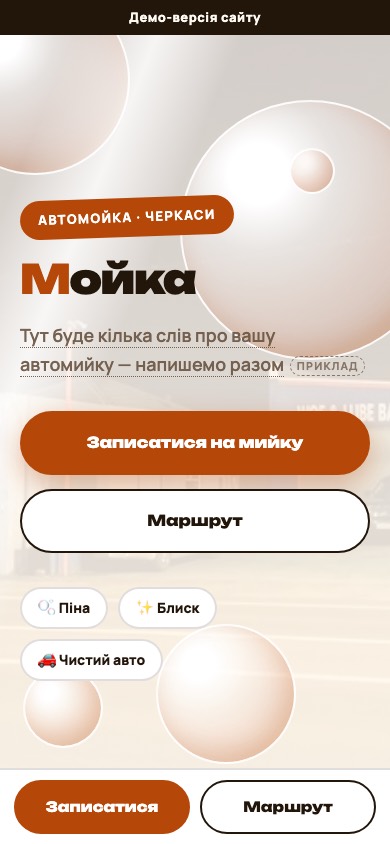 Демо-версія сайту
АВТОМОЙКА · ЧЕРКАСИ
Мойка
Тут буде кілька слів про вашу
автомийку — напишемо разом ПРИКЛАД
Записатися на мийку
Маршрут
Піна
Блиск
Чистий авто
Записатися
Маршрут